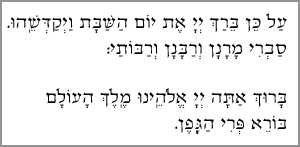 עַל כֵּן בֵּרַךְ יְיָ אֶת יוֹם הַשַּׁבָּת וַיְקַדְּשֵׁהוּ.
סַבְרִי מָרָנָן וְרַבָּנָן וְרַבּוֹתַי:
בָּרוּךְ אַתָּה יְיָ אֱלֹהֵינוּ מֶלֶךְ הָעוֹלָם
בּוֹרֵא פְּרִי הַגָּפֶן.